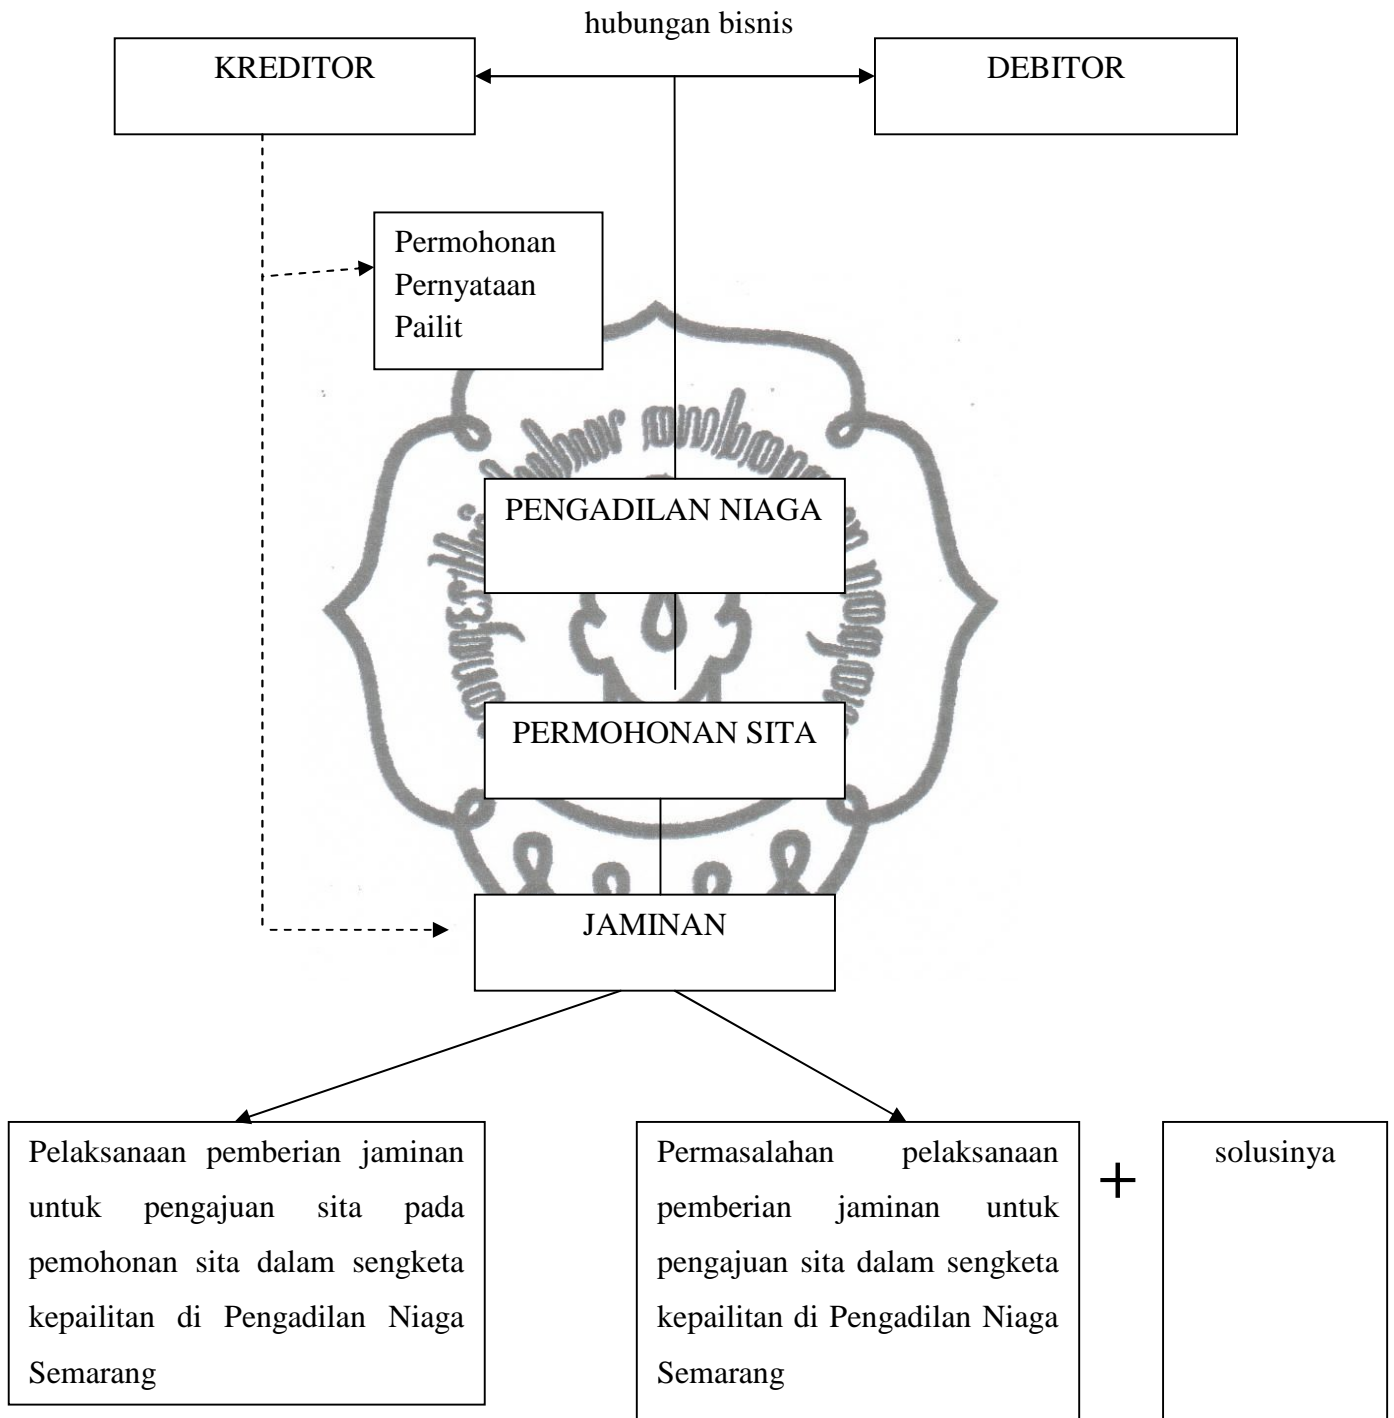 hubungan bisnis
KREDITOR
DEBITOR
Permohonan
Pernyataan
Pailit
PENGADILAN NIAGA
PERMOHONAN SITA
JAMINAN
Pelaksanaan pemberian jaminan
untuk pengajuan sita pada
pemohonan sita dalam sengketa
kepailitan di Pengadilan Niaga
Semarang
Permasalahan pelaksanaan
pemberian jaminan untuk
pengajuan sita dalam sengketa
kepailitan di Pengadilan Niaga
Semarang
+
solusinya